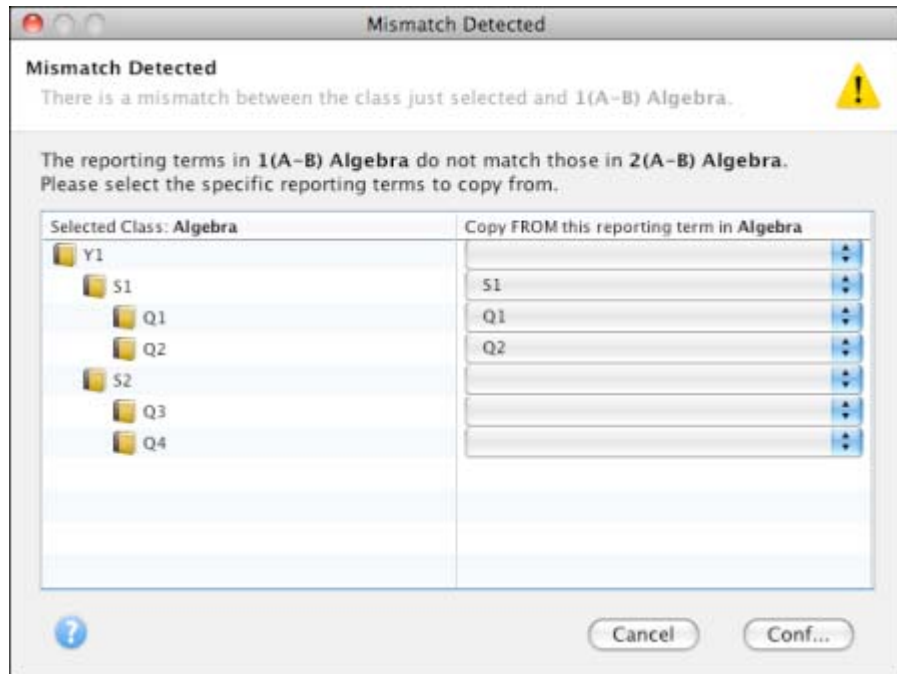 Mismatch Detected
Mismatch Detected
There is a mismatch between the class just selected and 1(A-B) Algebra.
The reporting terms in 1(A-B) Algebra do not match those in 2(A-B) Algebra.
Please select the specific reporting terms to copy from.
Selected Class: Algebra Copy FROM this reporting term in Algebra
Y1
S1 S1
Q1 Q1
Q2 Q2
S2
Q3
Q4
Cancel Conf...